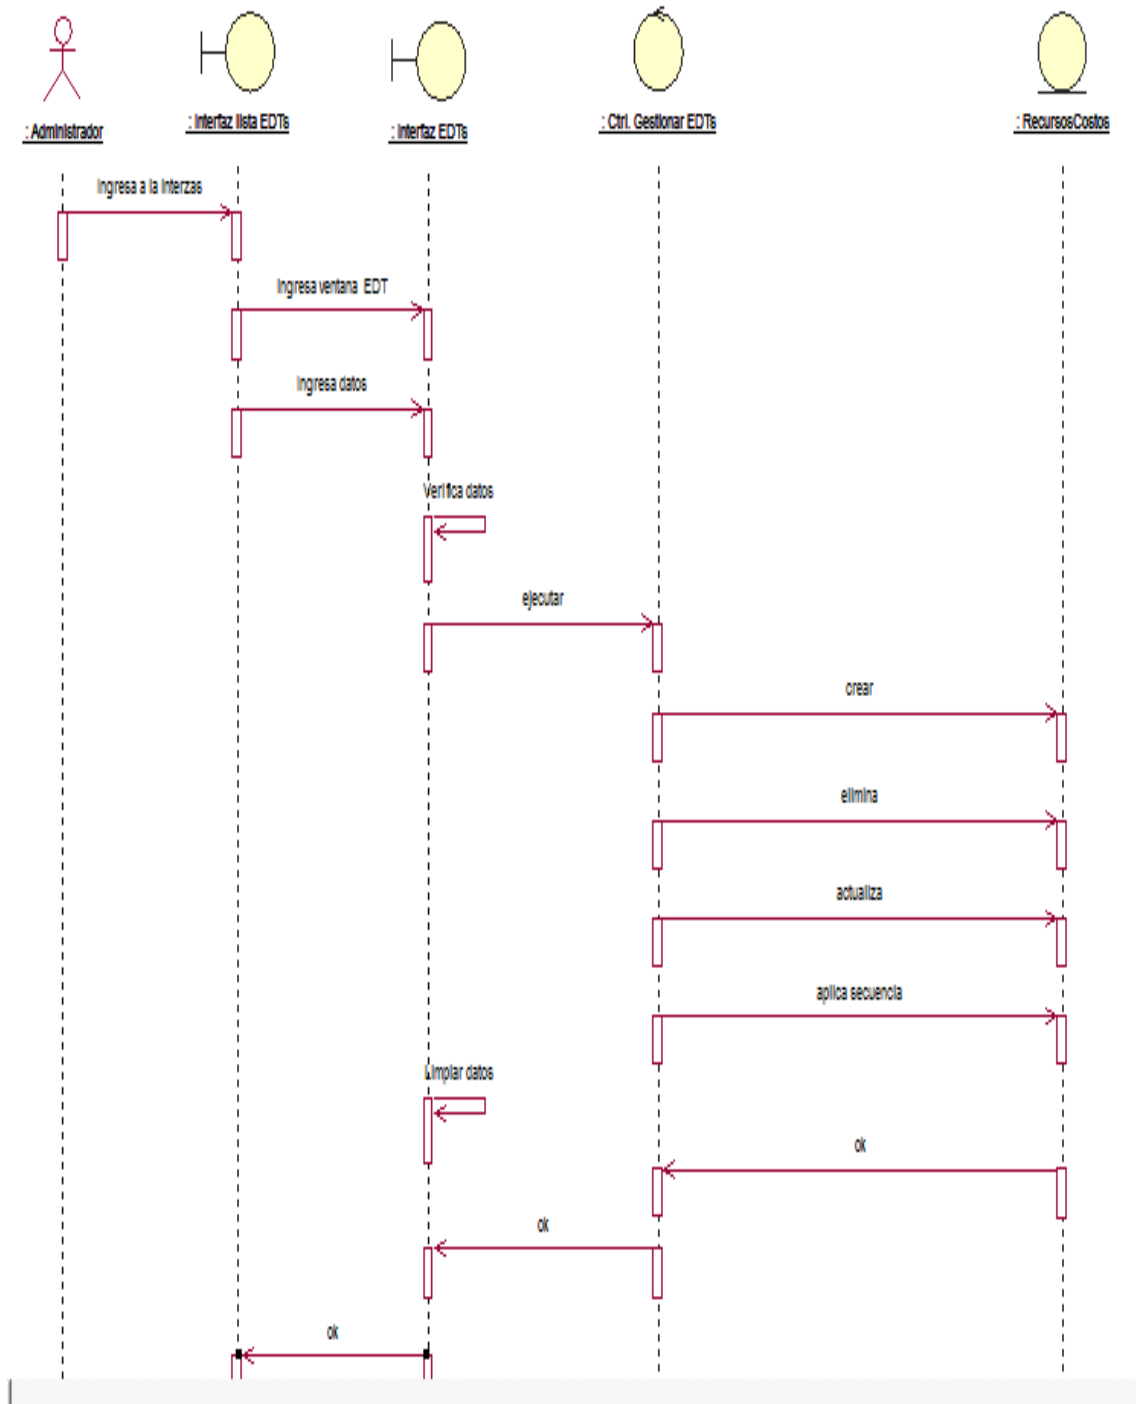 : Administrador
: Interfaz lista EDTs
: Interfaz EDTs
: Ctrl. Gestionar EDTs
: RecursosCostos
Ingresa a la Interzas
Ingresa ventana EDT
Ingresa datos
Verifica datos
ejecutar
crear
elimina
actualiza
aplica secuencia
Limpiar datos
ok
ok
ok